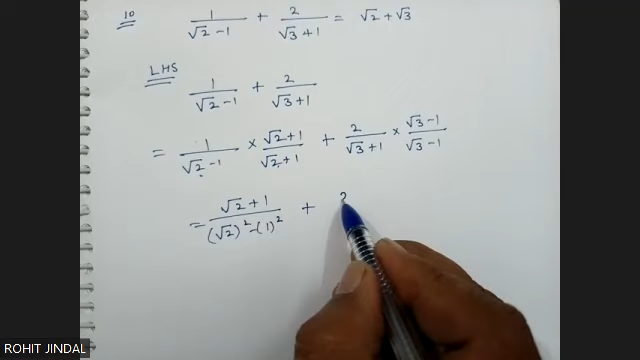 10 1/(√2-1) + 2/(√3+1) = √2+√3
LHS
1/(√2-1) + 2/(√3+1)
= 1/(√2-1) × (√2+1)/(√2+1) + 2/(√3+1) × (√3-1)/(√3-1)
= (√2+1)/((√2)²-(1)²) + 2
ROHIT JINDAL